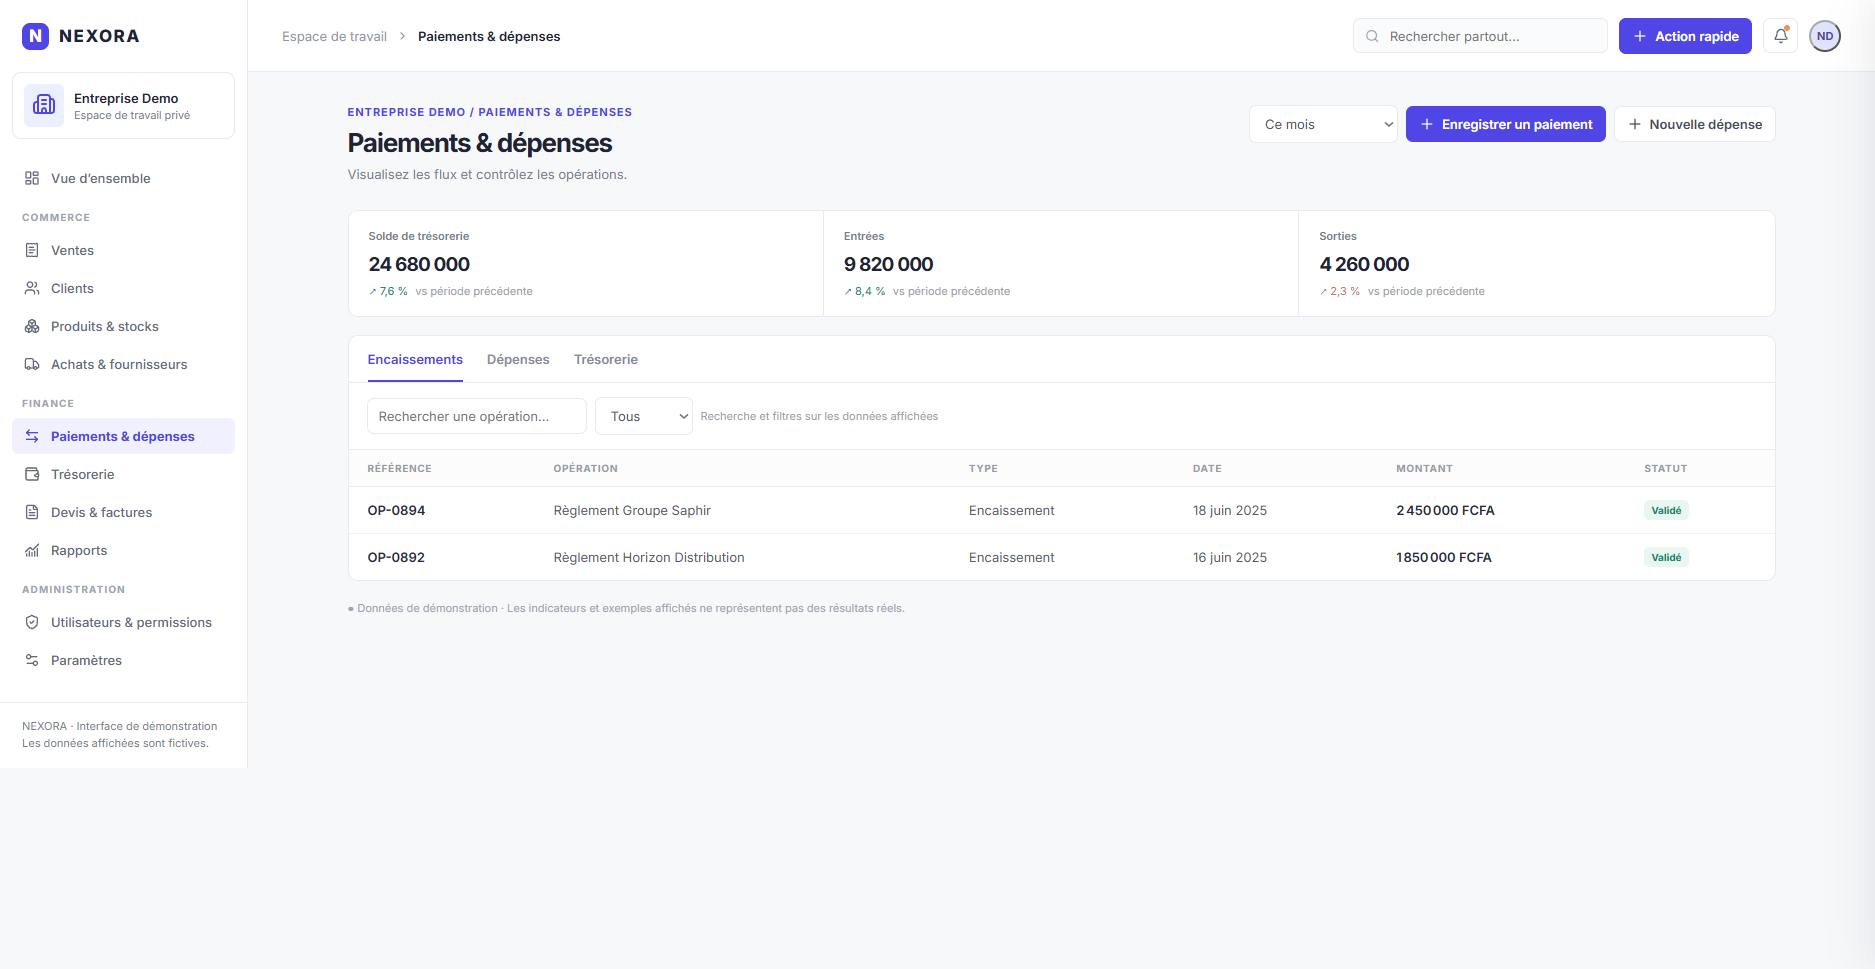 N NEXORA
Espace de travail > Paiements & dépenses
Rechercher partout...
+ Action rapide
ND
Entreprise Demo
Espace de travail privé
Vue d'ensemble
COMMERCE
Ventes
Clients
Produits & stocks
Achats & fournisseurs
FINANCE
Paiements & dépenses
Trésorerie
Devis & factures
Rapports
ADMINISTRATION
Utilisateurs & permissions
Paramètres
NEXORA · Interface de démonstration
Les données affichées sont fictives.
ENTREPRISE DEMO / PAIEMENTS & DÉPENSES
Paiements & dépenses
Visualisez les flux et contrôlez les opérations.
Ce mois
+ Enregistrer un paiement
+ Nouvelle dépense
Solde de trésorerie
24 680 000
↗ 7,6 % vs période précédente
Entrées
9 820 000
↗ 8,4 % vs période précédente
Sorties
4 260 000
↗ 2,3 % vs période précédente
Encaissements Dépenses Trésorerie
Rechercher une opération...
Tous
Recherche et filtres sur les données affichées
RÉFÉRENCE OPÉRATION TYPE DATE MONTANT STATUT
OP-0894 Règlement Groupe Saphir Encaissement 18 juin 2025 2 450 000 FCFA Validé
OP-0892 Règlement Horizon Distribution Encaissement 16 juin 2025 1 850 000 FCFA Validé
● Données de démonstration · Les indicateurs et exemples affichés ne représentent pas des résultats réels.